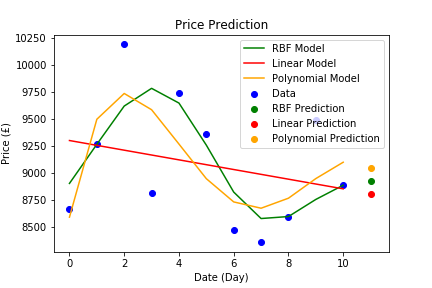 Price Prediction
Price (£)
10250
10000
9750
9500
9250
9000
8750
8500
RBF Model
Linear Model
Polynomial Model
Data
RBF Prediction
Linear Prediction
Polynomial Prediction
0
2
4
6
8
10
Date (Day)